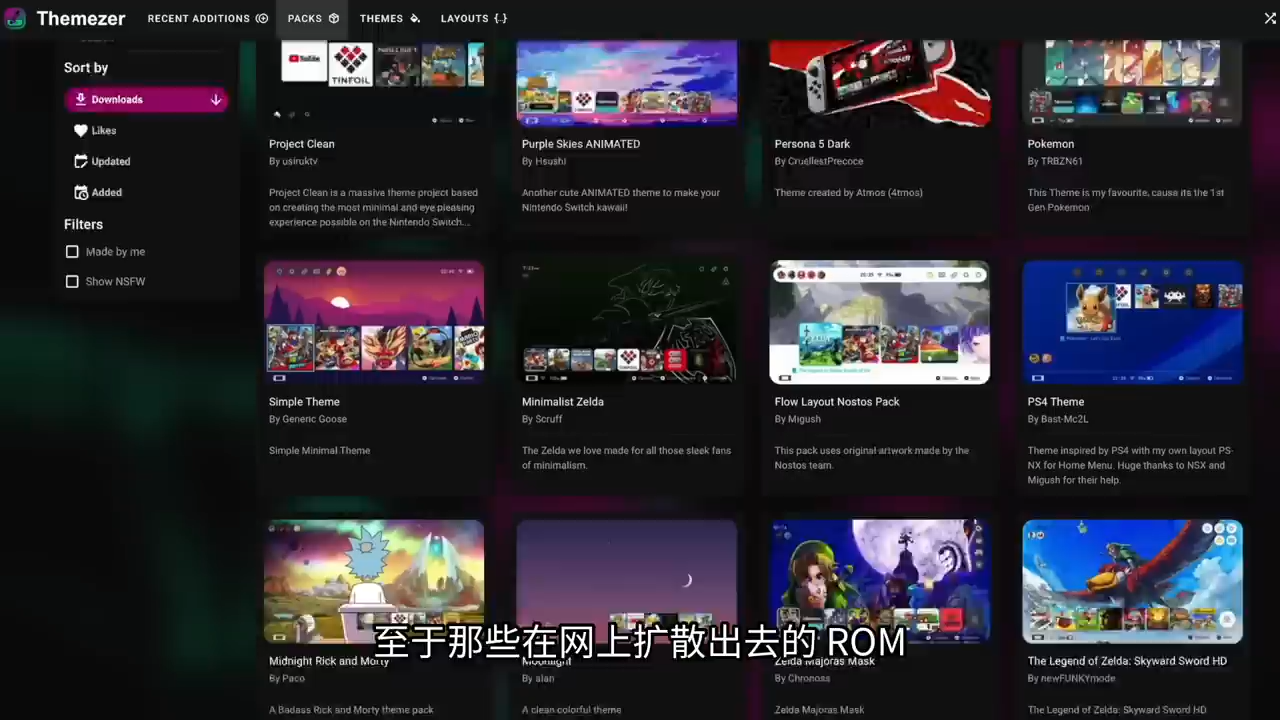 Themezer
RECENT ADDITIONS
PACKS
THEMES
LAYOUTS
Sort by
Downloads
Likes
Updated
Added
Filters
Made by me
Show NSFW
YouTube
TINFOIL
Project Clean
By usiruktv
Project Clean is a massive theme project based
on creating the most minimal and eye pleasing
experience possible on the Nintendo Switch...
Purple Skies ANIMATED
By Hsushi
Another cute ANIMATED theme to make your
Nintendo Switch kawaii!
Persona 5 Dark
By CruellestPrecoce
Theme created by Atmos (4tmos)
Pokemon
By TRBZN61
This Theme is my favourite, cause its the 1st
Gen Pokemon
Simple Theme
By Generic Goose
Simple Minimal Theme
Minimalist Zelda
By Scruff
The Zelda we love made for all those sleek fans
of minimalism.
Flow Layout Nostos Pack
By Migush
This pack uses original artwork made by the
Nostos team.
PS4 Theme
By Bast-Mc2L
Theme inspired by PS4 with my own layout PS-
NX for Home Menu. Huge thanks to NSX and
Migush for their help.
至于那些在网上扩散出去的 ROM
Midnight Rick and Morty
By Paco
A Badass Rick and Morty theme pack
Moonlight
By alan
A clean colorful theme
Zelda Majoras Mask
By Chronoss
Zelda Majoras Mask
The Legend of Zelda: Skyward Sword HD
By newFUNKYmode
The Legend of Zelda: Skyward Sword HD